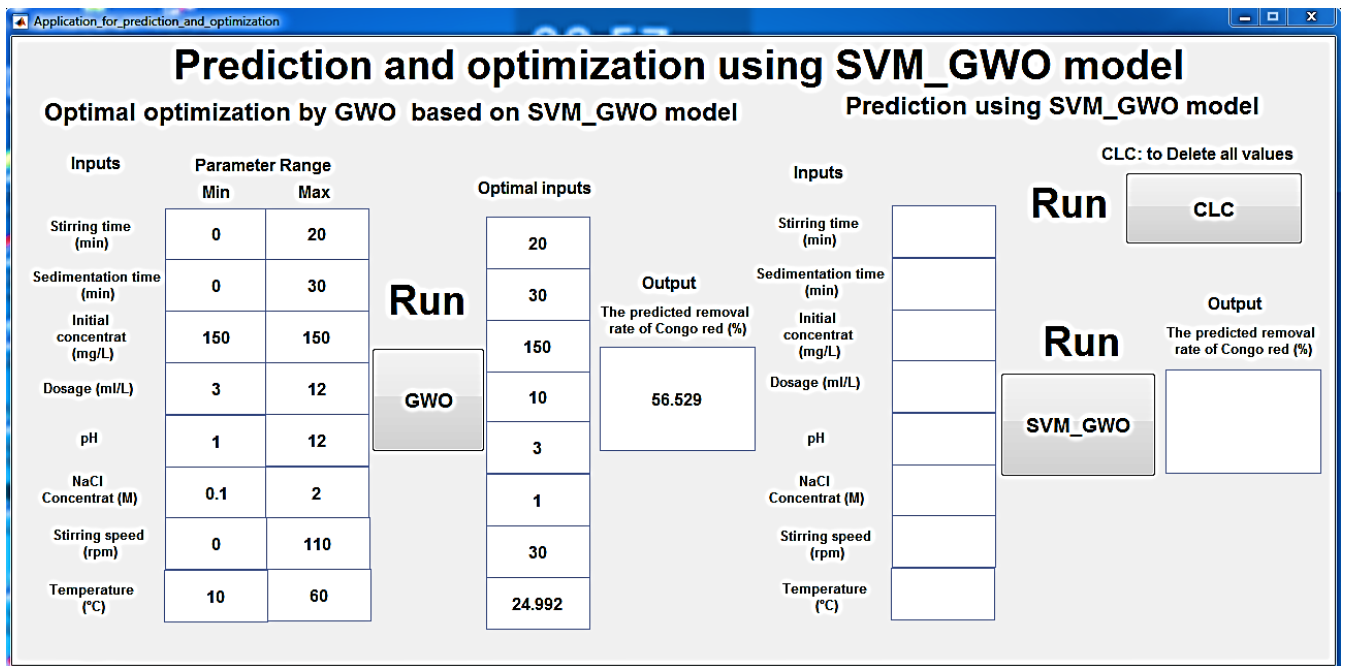 Application_for_prediction_and_optimization
Prediction and optimization using SVM_GWO model
Optimal optimization by GWO based on SVM_GWO model
Inputs
Parameter Range
Min
Max
Optimal inputs
Stirring time
(min)
0
20
20
Sedimentation time
(min)
0
30
30
Initial
concentrat
(mg/L)
150
150
150
Dosage (ml/L)
3
12
10
pH
1
12
3
NaCl
Concentrat (M)
0.1
2
1
Stirring speed
(rpm)
0
110
30
Temperature
(°C)
10
60
24.992
Run
GWO
Output
The predicted removal
rate of Congo red (%)
56.529
Prediction using SVM_GWO model
CLC: to Delete all values
Run
CLC
Inputs
Stirring time
(min)
Sedimentation time
(min)
Initial
concentrat
(mg/L)
Dosage (ml/L)
pH
NaCl
Concentrat (M)
Stirring speed
(rpm)
Temperature
(°C)
Run
SVM_GWO
Output
The predicted removal
rate of Congo red (%)